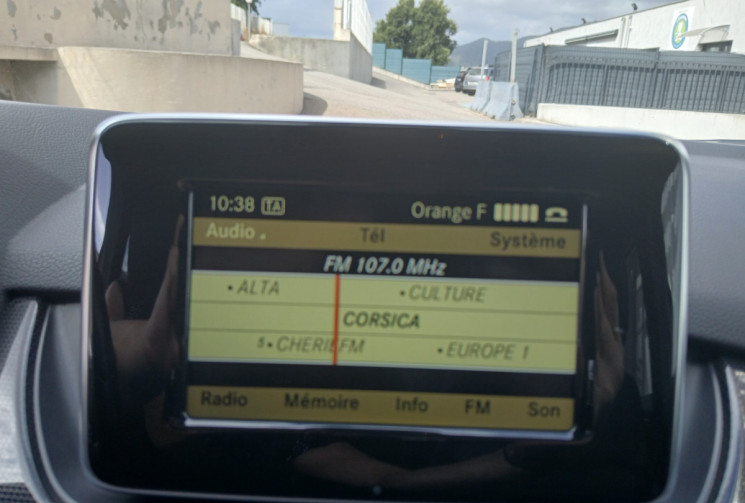 10:38 TA Orange F
Audio Tél Système
FM 107.0 MHz
• ALTA • CULTURE
CORSICA
5 • CHERIE FM • EUROPE 1
Radio Mémoire Info FM Son